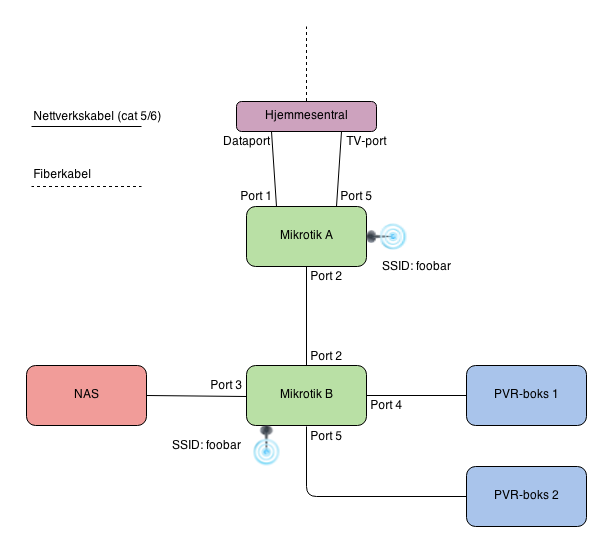 Nettverkskabel (cat 5/6)
Hjemmesentral
Dataport
TV-port
Fiberkabel
Port 1
Port 5
Mikrotik A
SSID: foobar
Port 2
Port 2
NAS
Port 3
Mikrotik B
Port 4
PVR-boks 1
SSID: foobar
Port 5
PVR-boks 2